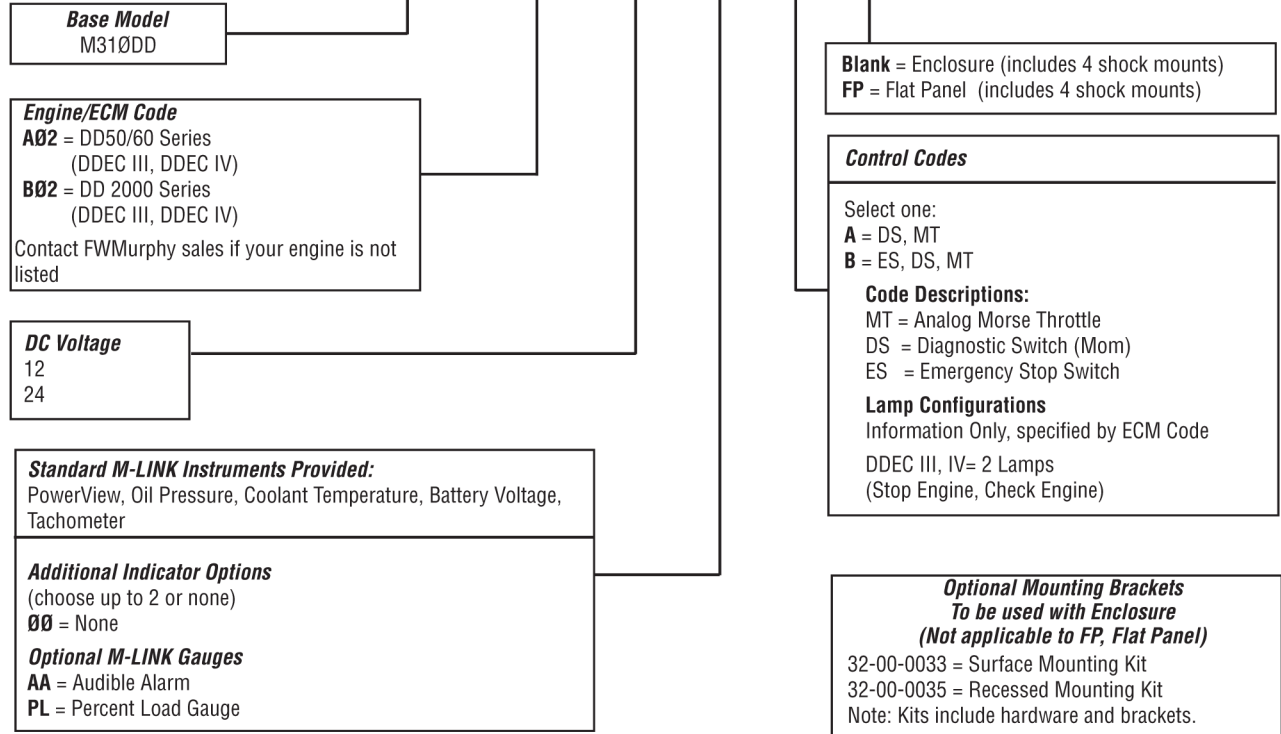 Base Model
M31ØDD
Engine/ECM Code
AØ2 = DD50/60 Series
(DDEC III, DDEC IV)
BØ2 = DD 2000 Series
(DDEC III, DDEC IV)
Contact FWMurphy sales if your engine is not
listed
DC Voltage
12
24
Standard M-LINK Instruments Provided:
PowerView, Oil Pressure, Coolant Temperature, Battery Voltage,
Tachometer
Additional Indicator Options
(choose up to 2 or none)
ØØ = None
Optional M-LINK Gauges
AA = Audible Alarm
PL = Percent Load Gauge
Blank = Enclosure (includes 4 shock mounts)
FP = Flat Panel (includes 4 shock mounts)
Control Codes
Select one:
A = DS, MT
B = ES, DS, MT
Code Descriptions:
MT = Analog Morse Throttle
DS = Diagnostic Switch (Mom)
ES = Emergency Stop Switch
Lamp Configurations
Information Only, specified by ECM Code
DDEC III, IV= 2 Lamps
(Stop Engine, Check Engine)
Optional Mounting Brackets
To be used with Enclosure
(Not applicable to FP, Flat Panel)
32-00-0033 = Surface Mounting Kit
32-00-0035 = Recessed Mounting Kit
Note: Kits include hardware and brackets.